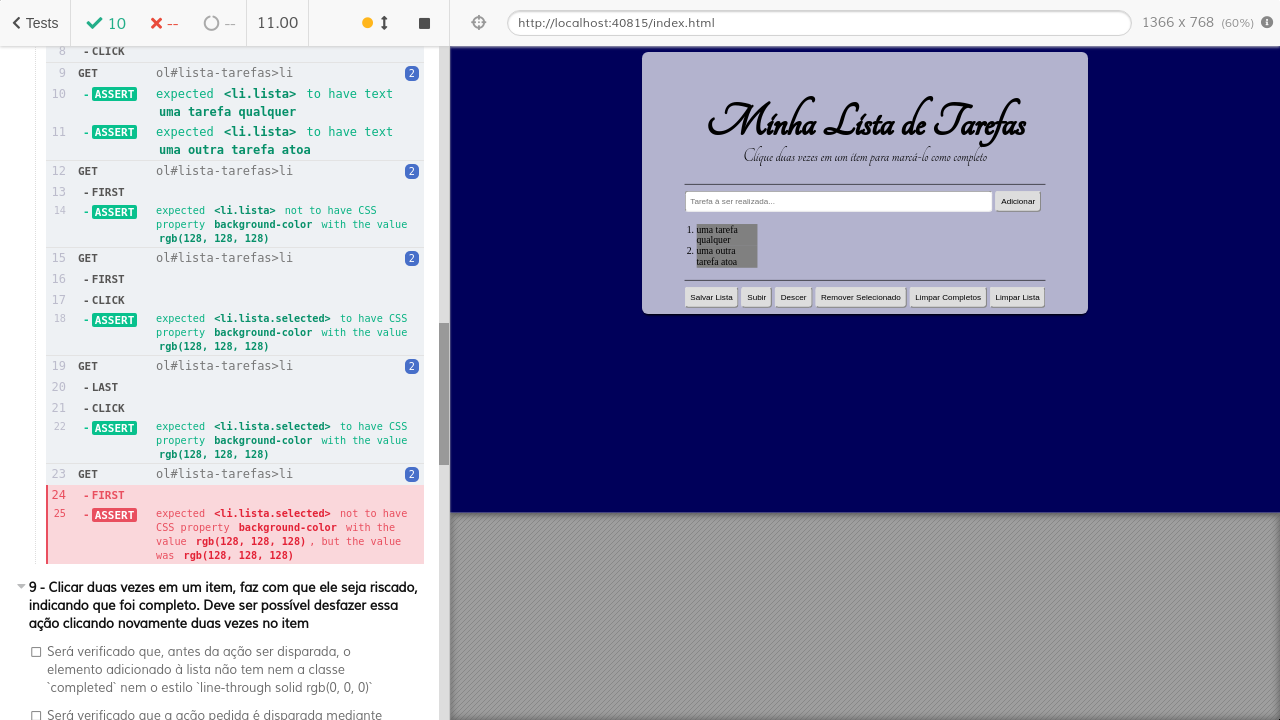 Tests
10
--
--
11.00
http://localhost:40815/index.html
1366 x 768 (60%)
8 - CLICK
9 GET ol#lista-tarefas>li 2
10 - ASSERT expected <li.lista> to have text
uma tarefa qualquer
11 - ASSERT expected <li.lista> to have text
uma outra tarefa atoa
12 GET ol#lista-tarefas>li 2
13 - FIRST
14 - ASSERT expected <li.lista> not to have CSS
property background-color with the value
rgb(128, 128, 128)
15 GET ol#lista-tarefas>li 2
16 - FIRST
17 - CLICK
18 - ASSERT expected <li.lista.selected> to have CSS
property background-color with the value
rgb(128, 128, 128)
19 GET ol#lista-tarefas>li 2
20 - LAST
21 - CLICK
22 - ASSERT expected <li.lista.selected> to have CSS
property background-color with the value
rgb(128, 128, 128)
23 GET ol#lista-tarefas>li 2
24 - FIRST
25 - ASSERT expected <li.lista.selected> not to have
CSS property background-color with the
value rgb(128, 128, 128) , but the value
was rgb(128, 128, 128)
9 - Clicar duas vezes em um item, faz com que ele seja riscado,
indicando que foi completo. Deve ser possível desfazer essa
ação clicando novamente duas vezes no item
Será verificado que, antes da ação ser disparada, o
elemento adicionado à lista não tem nem a classe
`completed` nem o estilo `line-through solid rgb(0, 0, 0)`
Será verificado que a ação pedida é disparada mediante
Minha Lista de Tarefas
Clique duas vezes em um item para marcá-lo como completo
Tarefa à ser realizada...
Adicionar
1. uma tarefa
qualquer
2. uma outra
tarefa atoa
Salvar Lista
Subir
Descer
Remover Selecionado
Limpar Completos
Limpar Lista